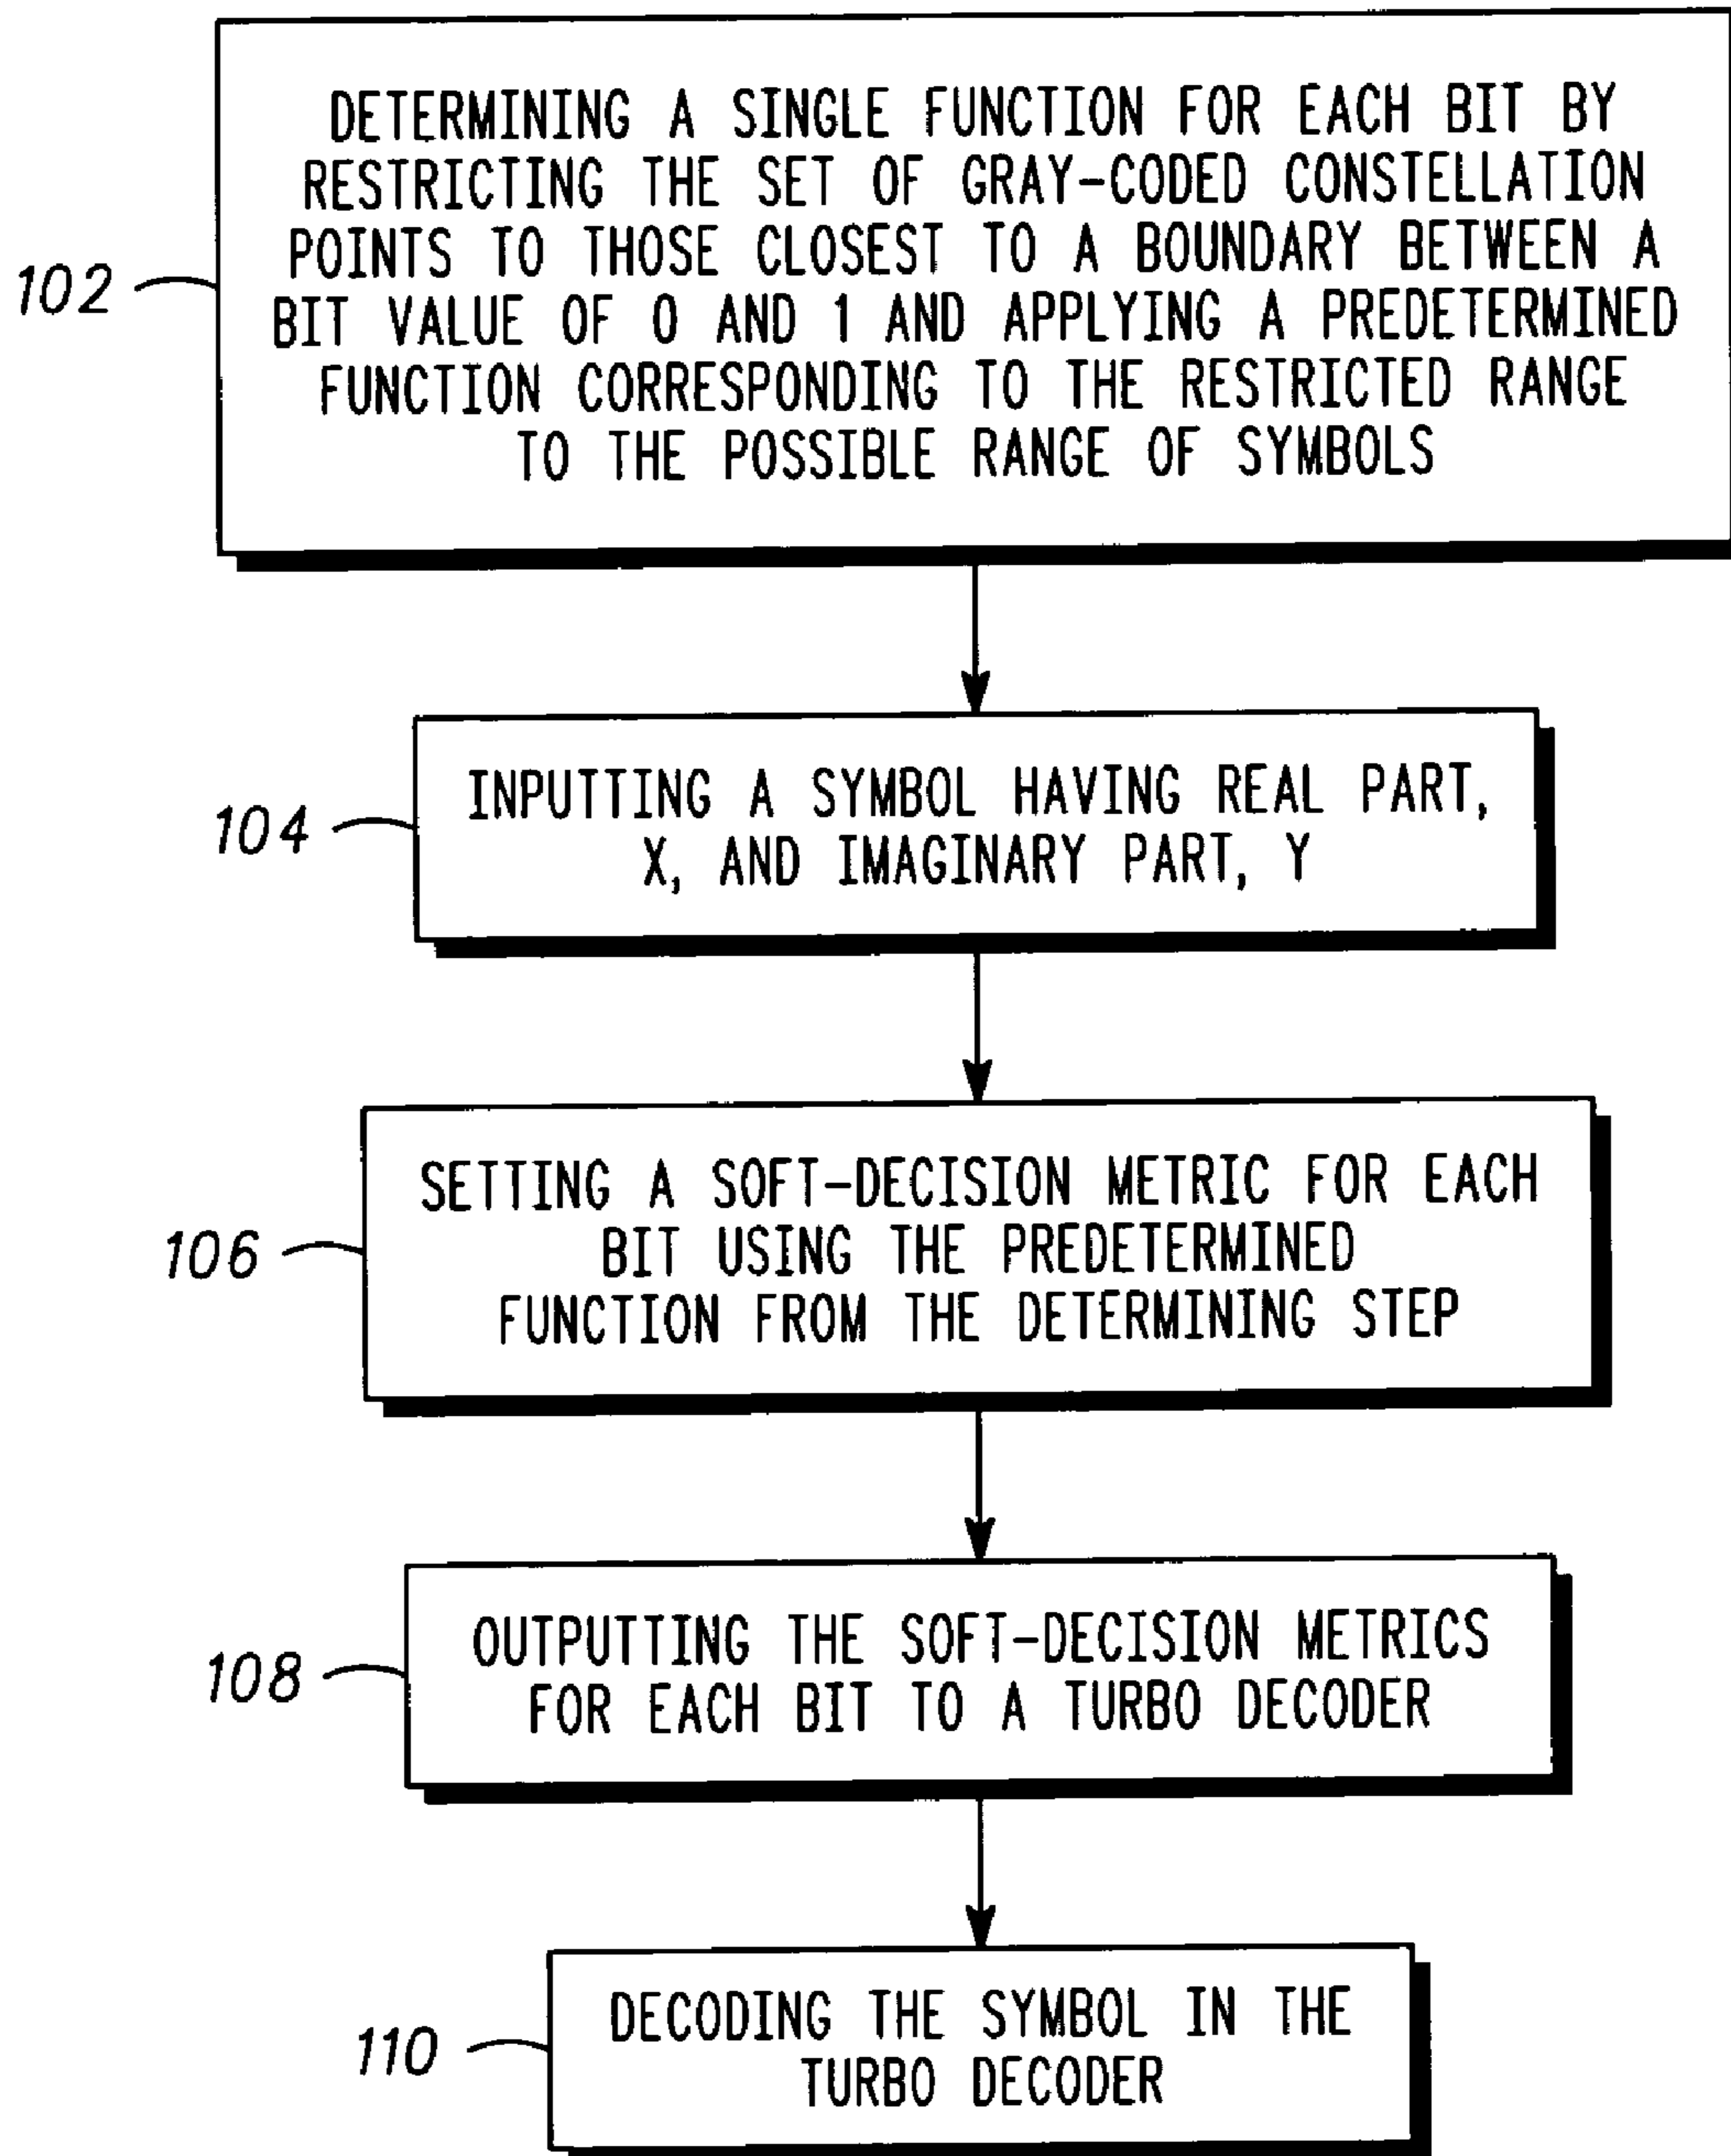 DETERMINING A SINGLE FUNCTION FOR EACH BIT BY
RESTRICTING THE SET OF GRAY-CODED CONSTELLATION
POINTS TO THOSE CLOSEST TO A BOUNDARY BETWEEN A
102
BIT VALUE OF 0 AND 1 AND APPLYING A PREDETERMINED
FUNCTION CORRESPONDING TO THE RESTRICTED RANGE
TO THE POSSIBLE RANGE OF SYMBOLS
INPUTTING A SYMBOL HAVING REAL PART,
104
X, AND IMAGINARY PART, Y
SETTING A SOFT-DECISION METRIC FOR EACH
106
BIT USING THE PREDETERMINED
FUNCTION FROM THE DETERMINING STEP
OUTPUTTING THE SOFT-DECISION METRICS
108
FOR EACH BIT TO A TURBO DECODER
DECODING THE SYMBOL IN THE
110
TURBO DECODER